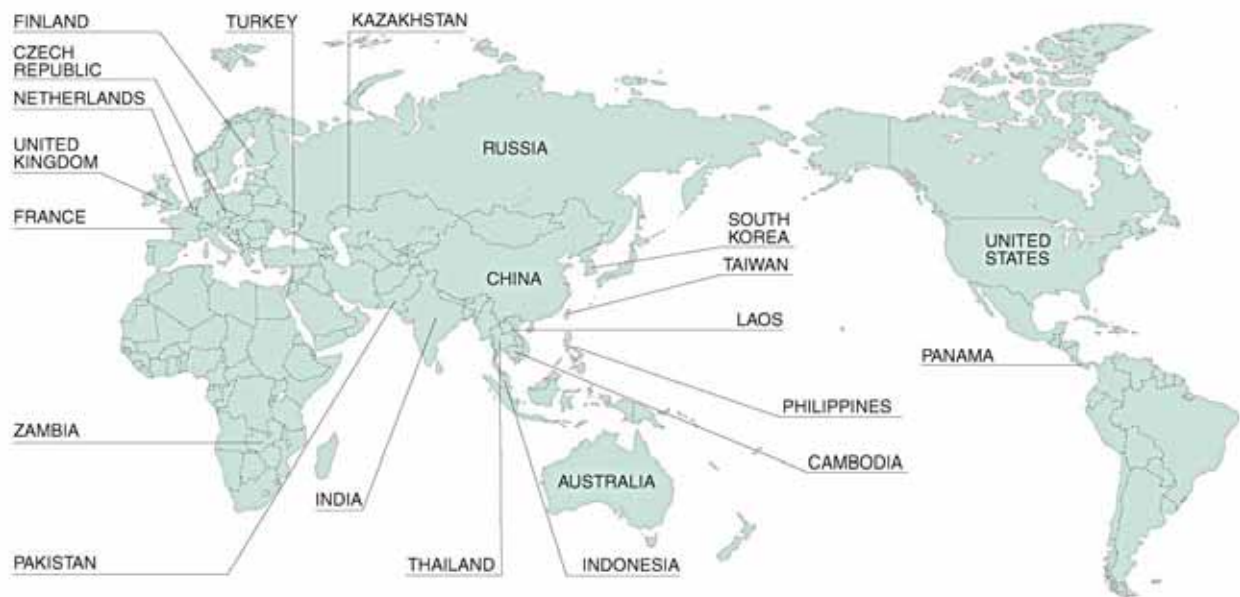 FINLAND
TURKEY
KAZAKHSTAN
CZECH
REPUBLIC
NETHERLANDS
UNITED
KINGDOM
RUSSIA
FRANCE
SOUTH
KOREA
UNITED
STATES
CHINA
TAIWAN
LAOS
PANAMA
PHILIPPINES
ZAMBIA
CAMBODIA
AUSTRALIA
INDIA
PAKISTAN
THAILAND
INDONESIA